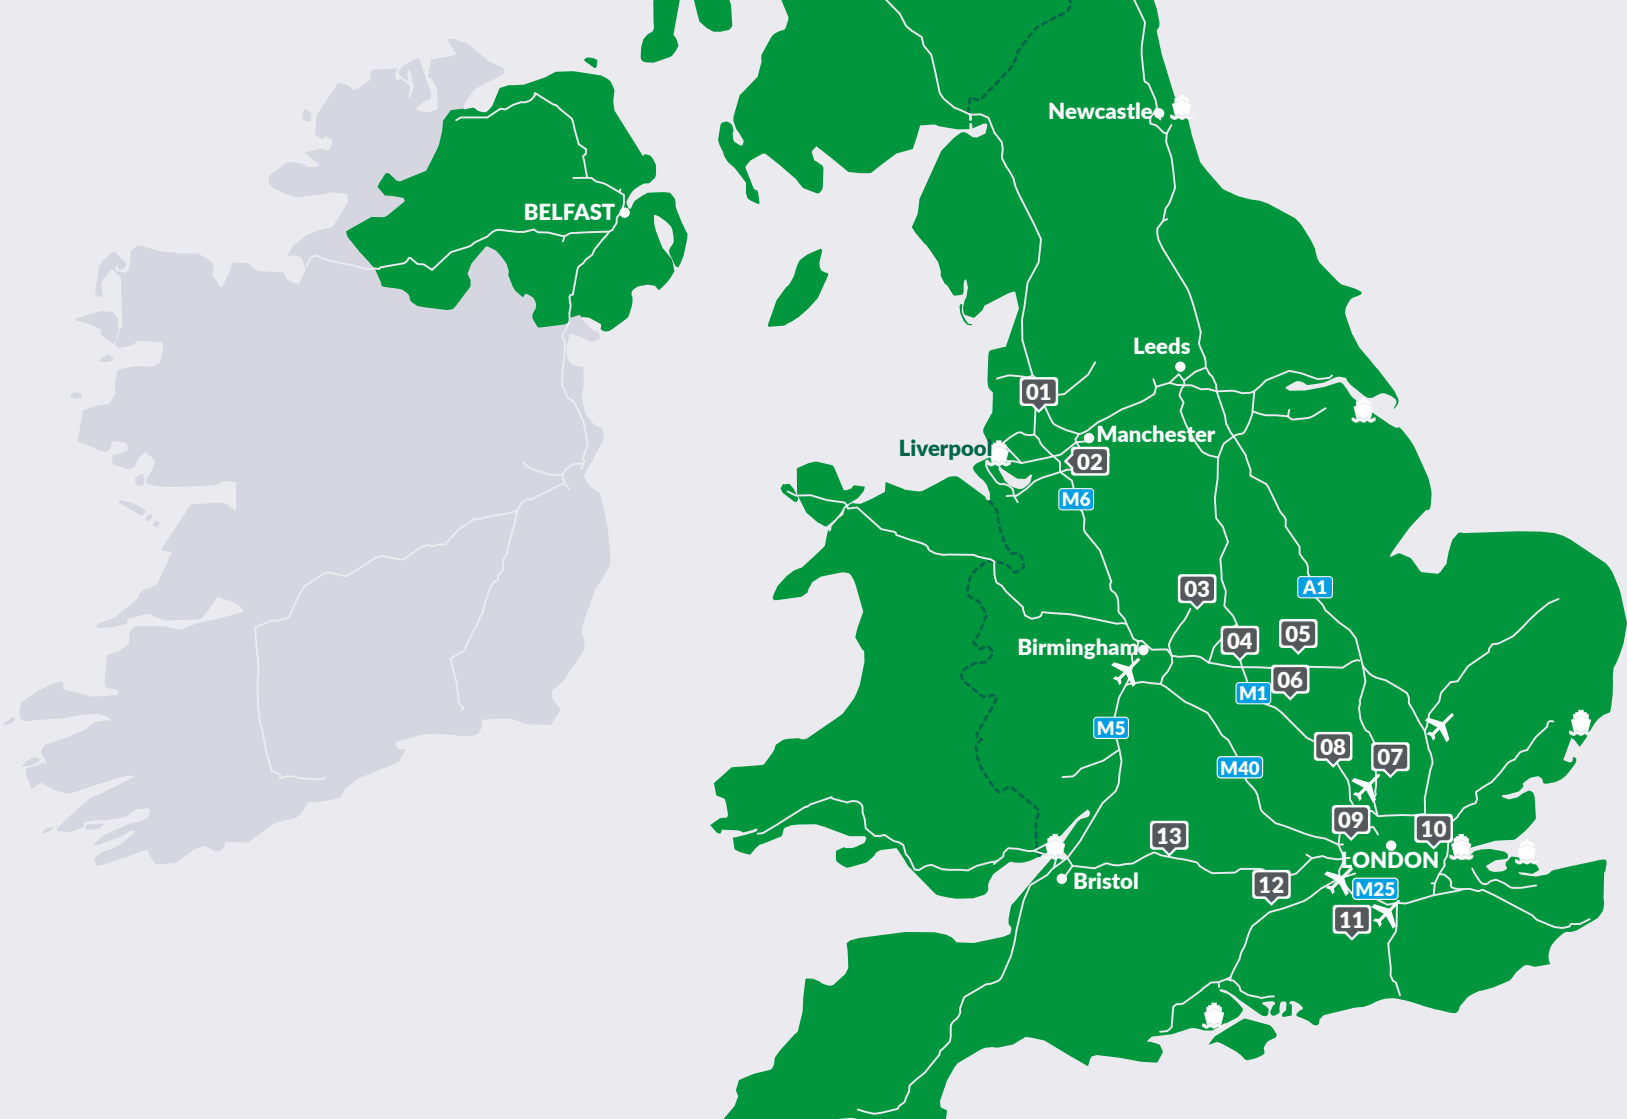 Newcastle
BELFAST
Leeds
01
Manchester
Liverpool
02
M6
A1
03
05
04
Birmingham
06
M1
M5
08
07
M40
09
10
13
LONDON
Bristol
12
M25
11